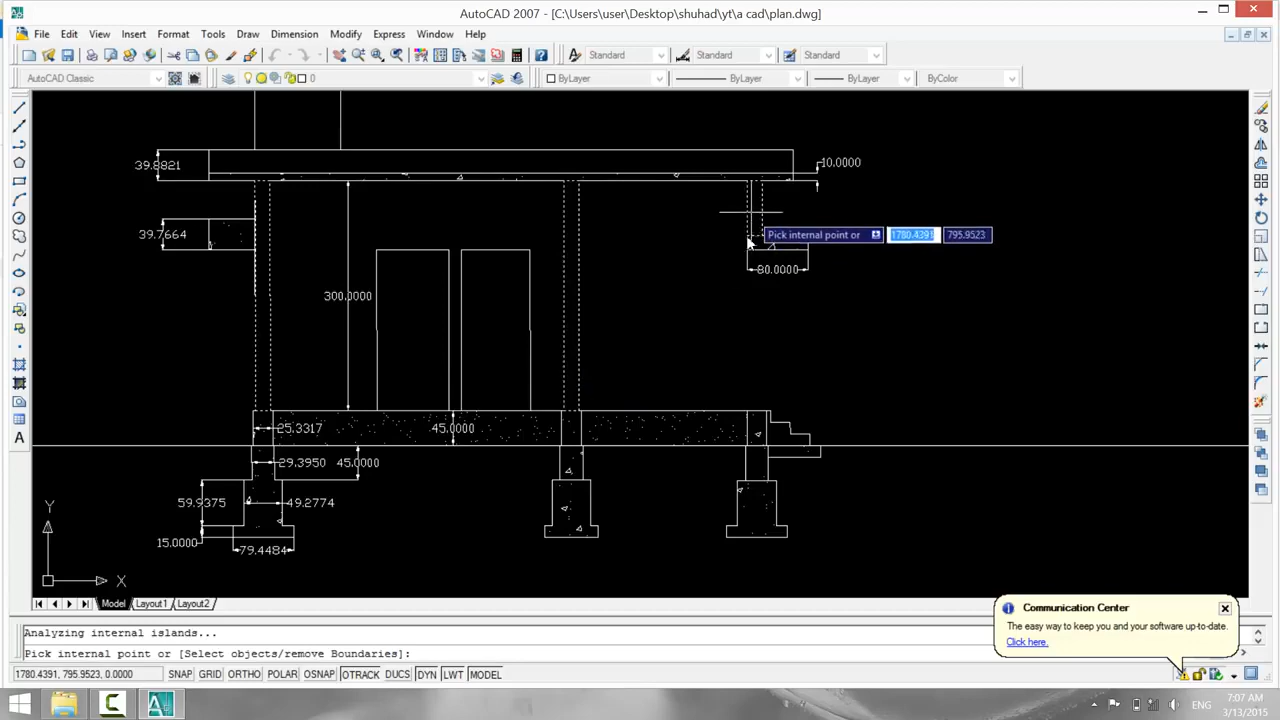 AutoCAD 2007 - [C:\Users\user\Desktop\shuhad\yt\a cad\plan.dwg]
File Edit View Insert Format Tools Draw Dimension Modify Express Window Help
Standard Standard Standard
AutoCAD Classic 0 ByLayer ByLayer ByLayer ByColor
39.8821
10.0000
39.7664
Pick internal point or 1780.4391 795.9523
80.0000
300.0000
25.3317
45.0000
29.3950
45.0000
59.9375
49.2774
15.0000
79.4484
Y
X
A
Model Layout1 Layout2
Communication Center
The easy way to keep you and your software up-to-date.
Click here.
Analyzing internal islands...
Pick internal point or [Select objects/remove Boundaries]:
1780.4391, 795.9523, 0.0000 SNAP GRID ORTHO POLAR OSNAP OTRACK DUCS DYN LWT MODEL
ENG
7:07 AM
3/13/2015